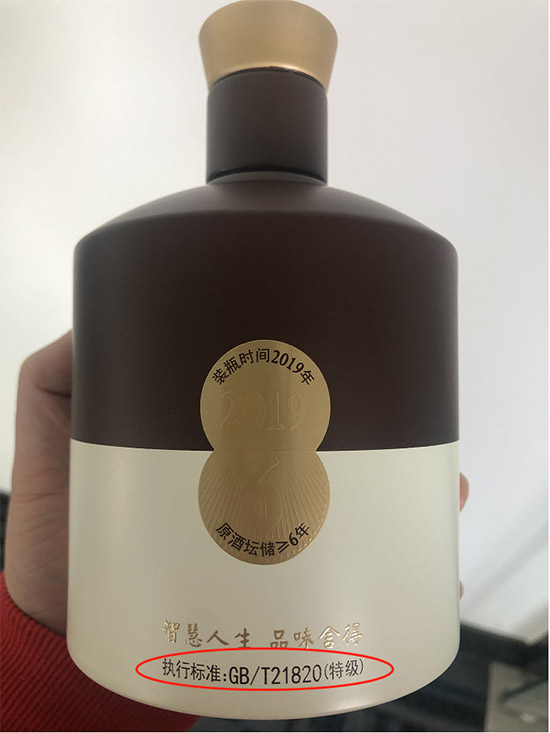 装瓶时间2019年
2019
6
原酒坛储≥6年
智慧人生 品味舍得
执行标准:GB/T21820(特级)